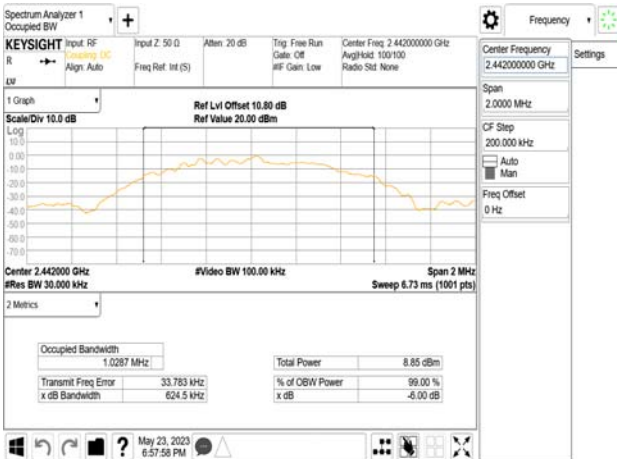 Spectrum Analyzer 1
Occupied BW
Frequency
KEYSIGHT
R
Input: RF
Coupling: DC
Align: Auto
Input Z: 50 Ω
Freq Ref: Int (S)
Atten: 20 dB
Trig: Free Run
Gate: Off
#IF Gain: Low
Center Freq: 2.442000000 GHz
Avg|Hold: 100/100
Radio Std: None
Center Frequency
2.442000000 GHz
Settings
Span
2.0000 MHz
CF Step
200.000 kHz
Auto
Man
Freq Offset
0 Hz
1 Graph
Scale/Div 10.0 dB
Ref Lvl Offset 10.80 dB
Ref Value 20.00 dBm
Log
10.0
0.00
-10.0
-20.0
-30.0
-40.0
-50.0
-60.0
-70.0
Center 2.442000 GHz
#Res BW 30.000 kHz
#Video BW 100.00 kHz
Span 2 MHz
Sweep 6.73 ms (1001 pts)
2 Metrics
Occupied Bandwidth
1.0287 MHz
Total Power 8.85 dBm
Transmit Freq Error 33.783 kHz
% of OBW Power 99.00 %
x dB Bandwidth 624.5 kHz
x dB -6.00 dB
May 23, 2023
6:57:58 PM